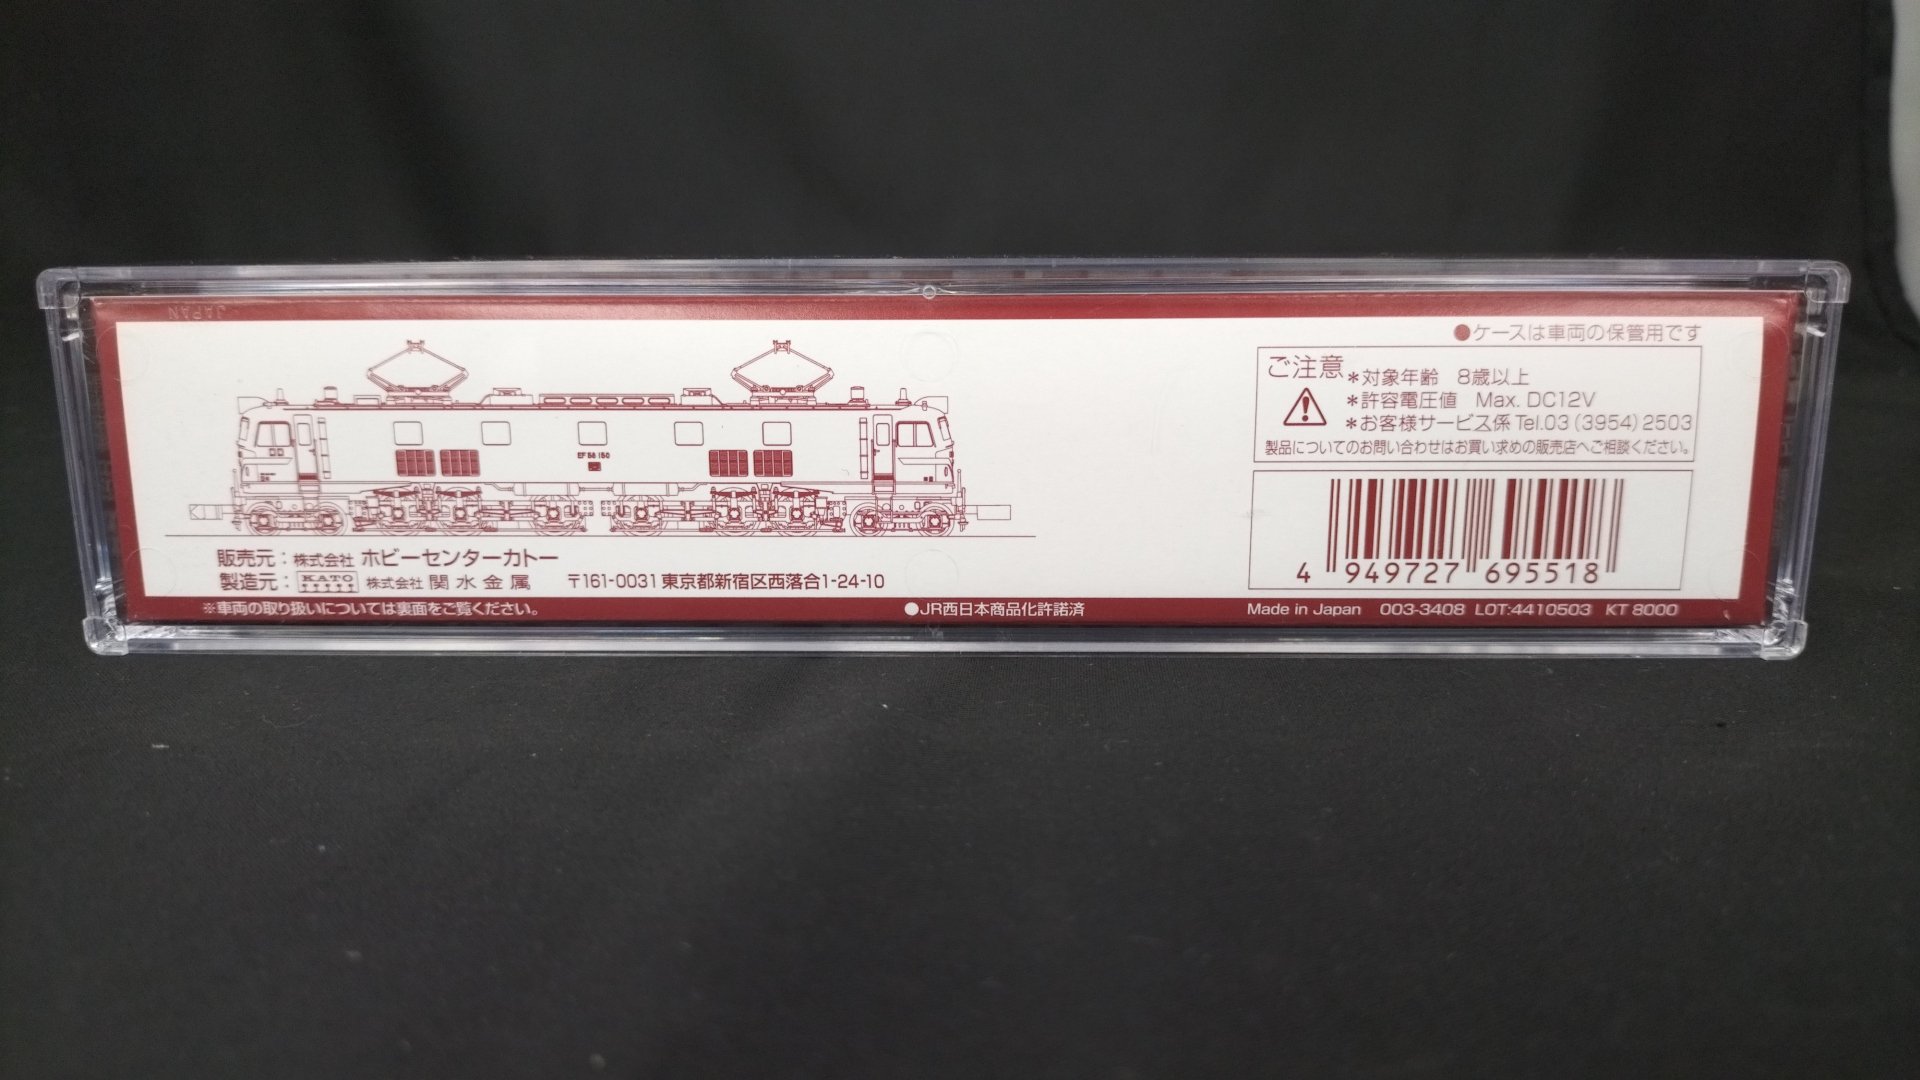 JAPAN
●ケースは車両の保管用です
ご注意
*対象年齢 8歳以上
*許容電圧値 Max. DC12V
*お客様サービス係 Tel.03(3954)2503
製品についてのお問い合わせはお買い求めの販売店へご相談ください。
EF58 150
販売元:株式会社 ホビーセンターカトー
製造元:KATO 株式会社 関水金属 〒161-0031 東京都新宿区西落合1-24-10
4 949727 695518
※車両の取り扱いについては裏面をご覧ください。
●JR西日本商品化許諾済
Made in Japan 003-3408 LOT:4410503 KT 8000